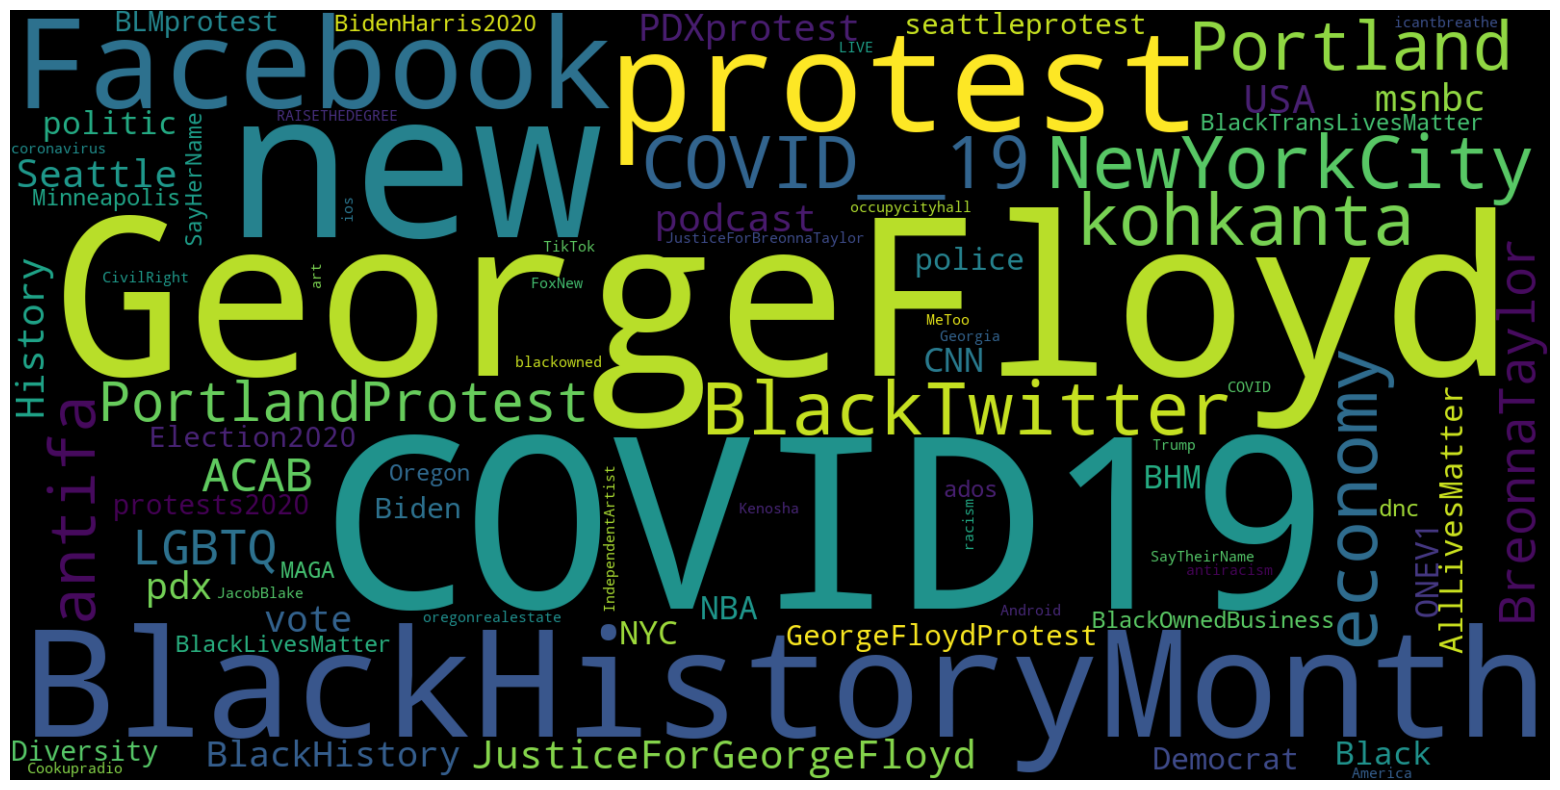 BLMprotest
BidenHarris2020
PDXprotest
seattleprotest
icantbreathe
Facebook
LIVE
protest
Portland
RAISETHEDEGREE
USA
msnbc
politic
BlackTransLivesMatter
coronavirus
SayHerName
new
COVID__19
NewYorkCity
Seattle
Minneapolis
ios
podcast
occupycityhall
kohkanta
JusticeForBreonnaTaylor
TikTok
police
CivilRight
art
FoxNew
GeorgeFloyd
History
MeToo
Georgia
blackowned
CNN
BreonnaTaylor
PortlandProtest
BlackTwitter
COVID
economy
AllLivesMatter
antifa
Election2020
Trump
ACAB
Oregon
BHM
protests2020
Biden
IndependentArtist
COVID19
ados
Kenosha
racism
dnc
LGBTQ
MAGA
SayTheirName
antiracism
ONEV1
pdx
JacobBlake
vote
oregonrealestate
NBA
Android
BlackOwnedBusiness
BlackLivesMatter
NYC
GeorgeFloydProtest
BlackHistoryMonth
Diversity
BlackHistory
JusticeForGeorgeFloyd
Democrat
Black
Cookupradio
America